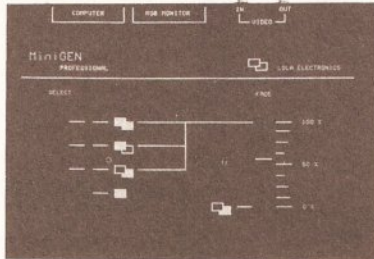 COMPUTER
RGB MONITOR
IN OUT
VIDEO
MiniGEN
PROFESSIONAL
LOLA ELECTRONICS
SELECT
FADE
100 %
50 %
0 %